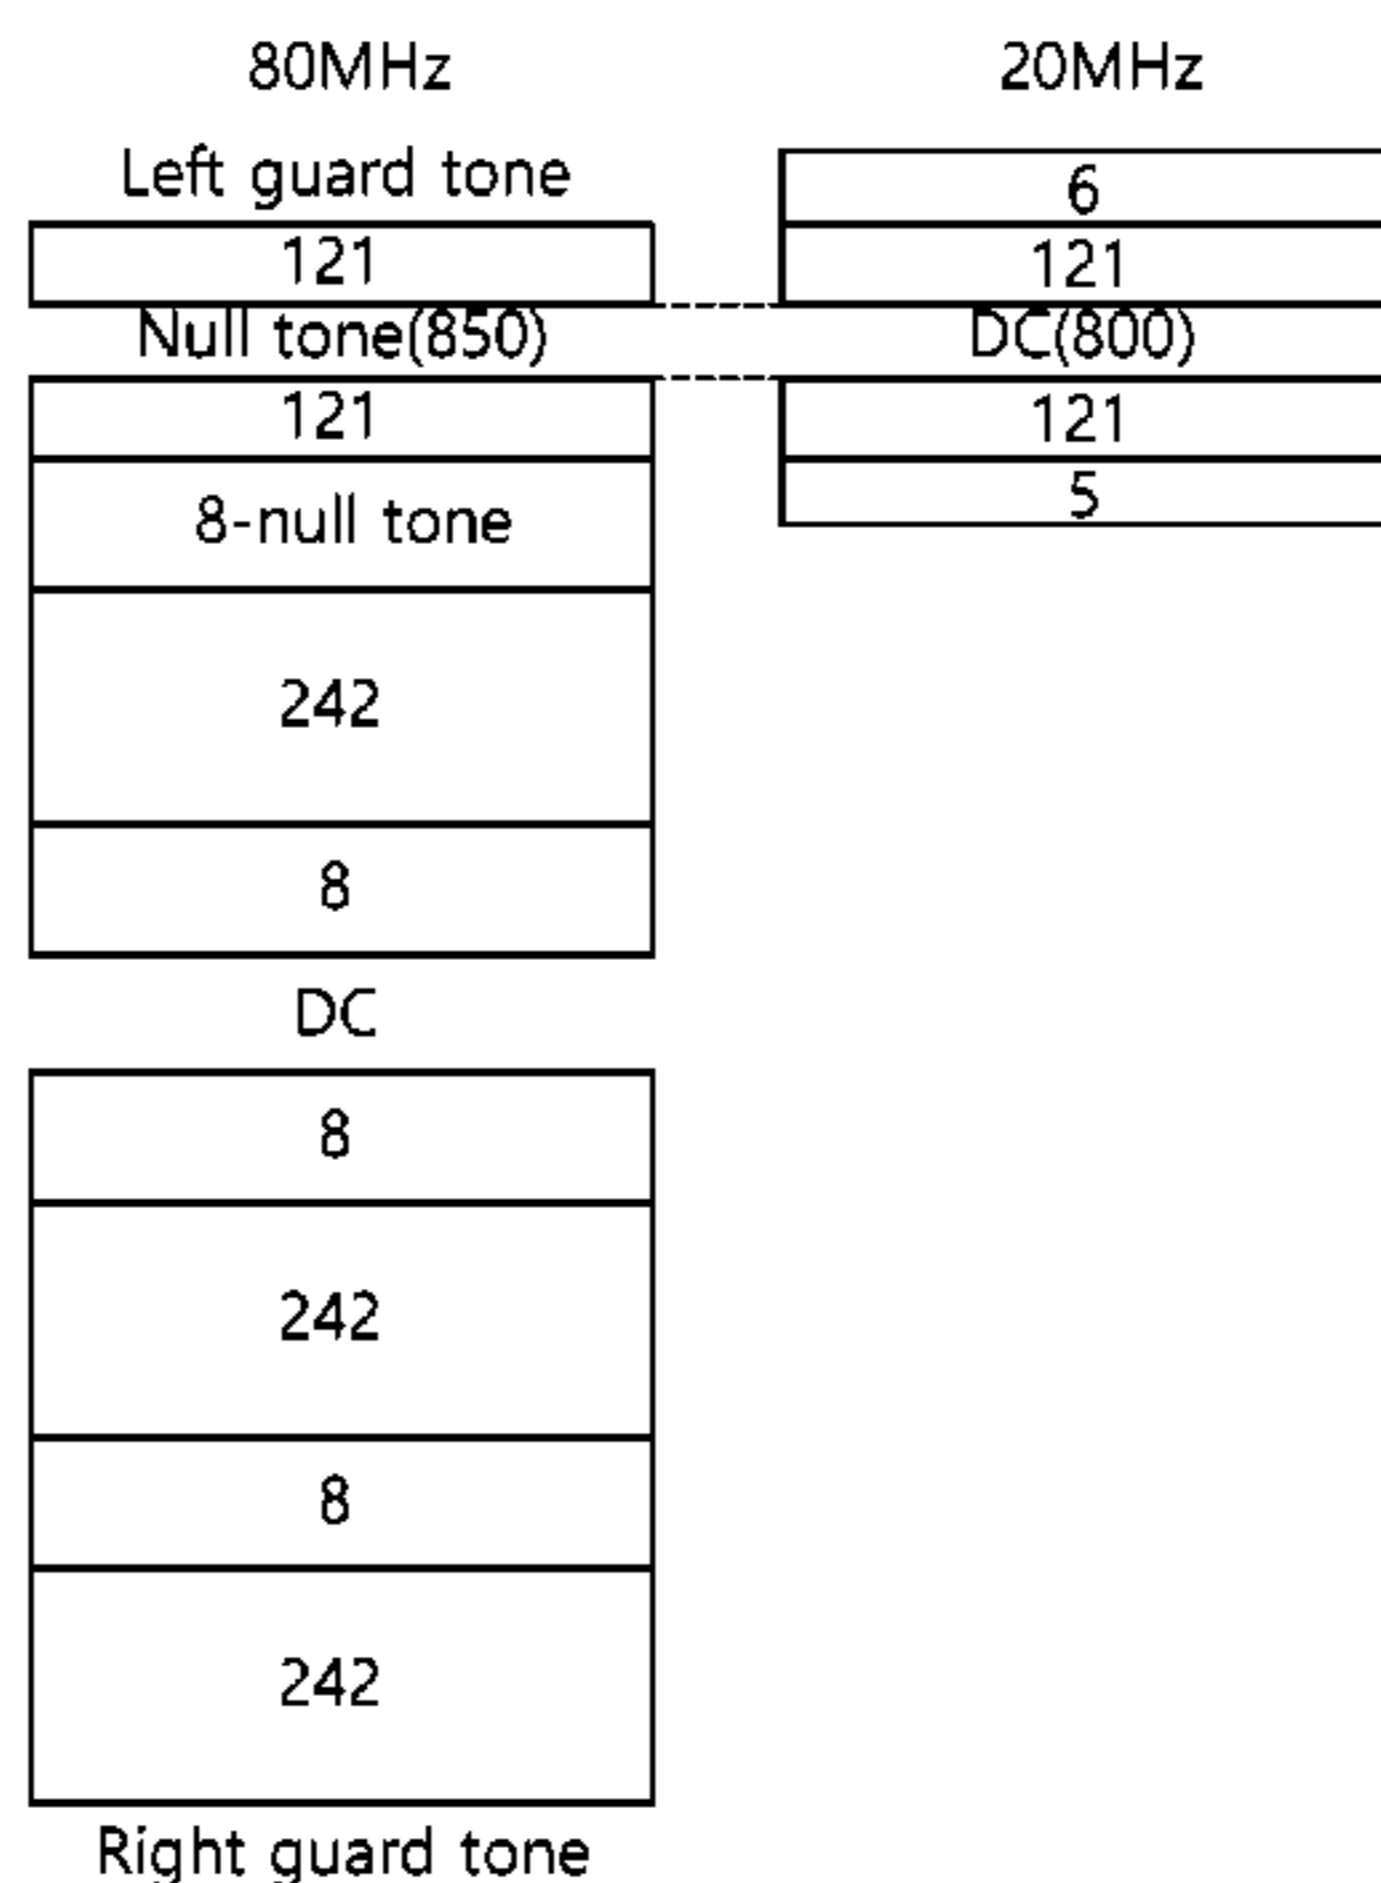 80MHz
Left guard tone
121
Null tone(850)
121
8-null tone
242
8
DC
8
242
8
242
Right guard tone
20MHz
6
121
DC(800)
121
5